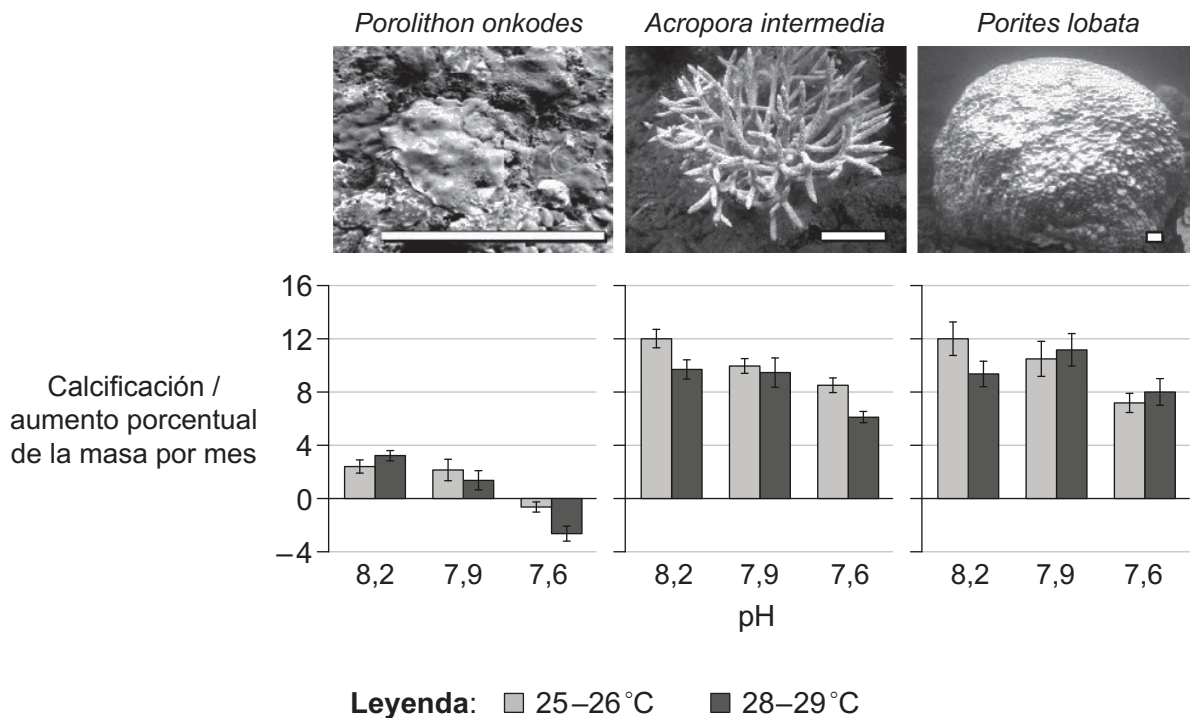 Porolithon onkodes
Acropora intermedia
Porites lobata
Calcificación /
aumento porcentual
de la masa por mes
16
12
8
4
0
–4
8,2 7,9 7,6
8,2 7,9 7,6
8,2 7,9 7,6
pH
Leyenda: 25–26 °C 28–29 °C